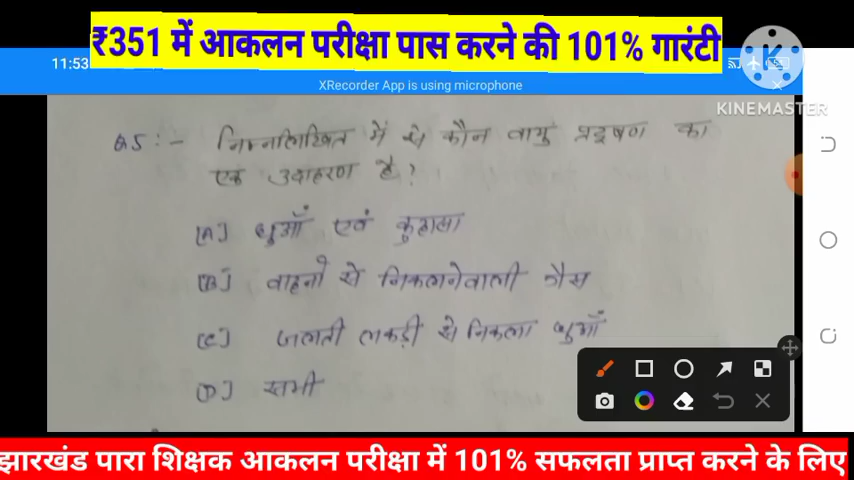 ₹351 में आकलन परीक्षा पास करने की 101% गारंटी
11:53
XRecorder App is using microphone
KINEMASTER
Q5:- निम्नलिखित में से कौन वायु प्रदूषण का
एक उदाहरण है?
[A] धुआँ एवं कुहासा
[B] वाहनों से निकलनेवाली गैस
[C] जलती लकड़ी से निकला धुआँ
[D] सभी
झारखंड पारा शिक्षक आकलन परीक्षा में 101% सफलता प्राप्त करने के लिए